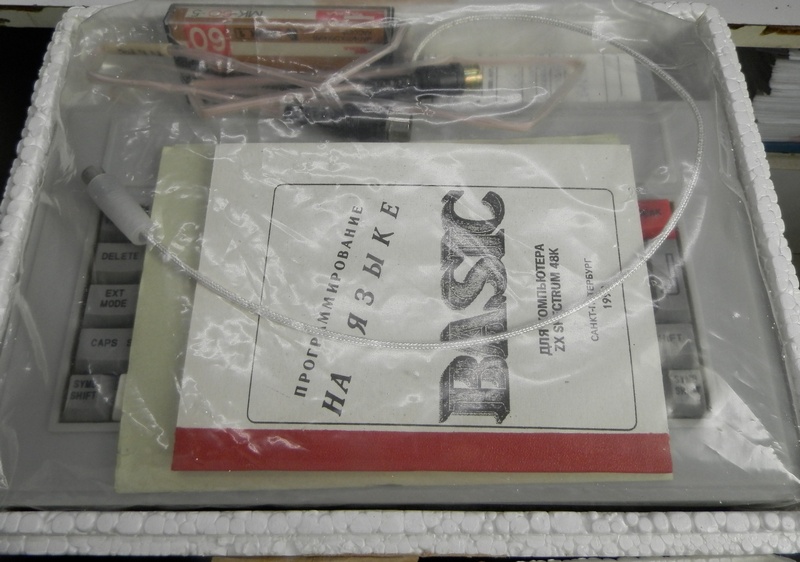 60
DELETE
EXT
MODE
CAPS
SHIFT
ПРОГРАММИРОВАНИЕ
НА ЯЗЫКЕ
BASIC
ДЛЯ КОМПЬЮТЕРА
ZX SPECTRUM 48K
САНКТ-ПЕТЕРБУРГ